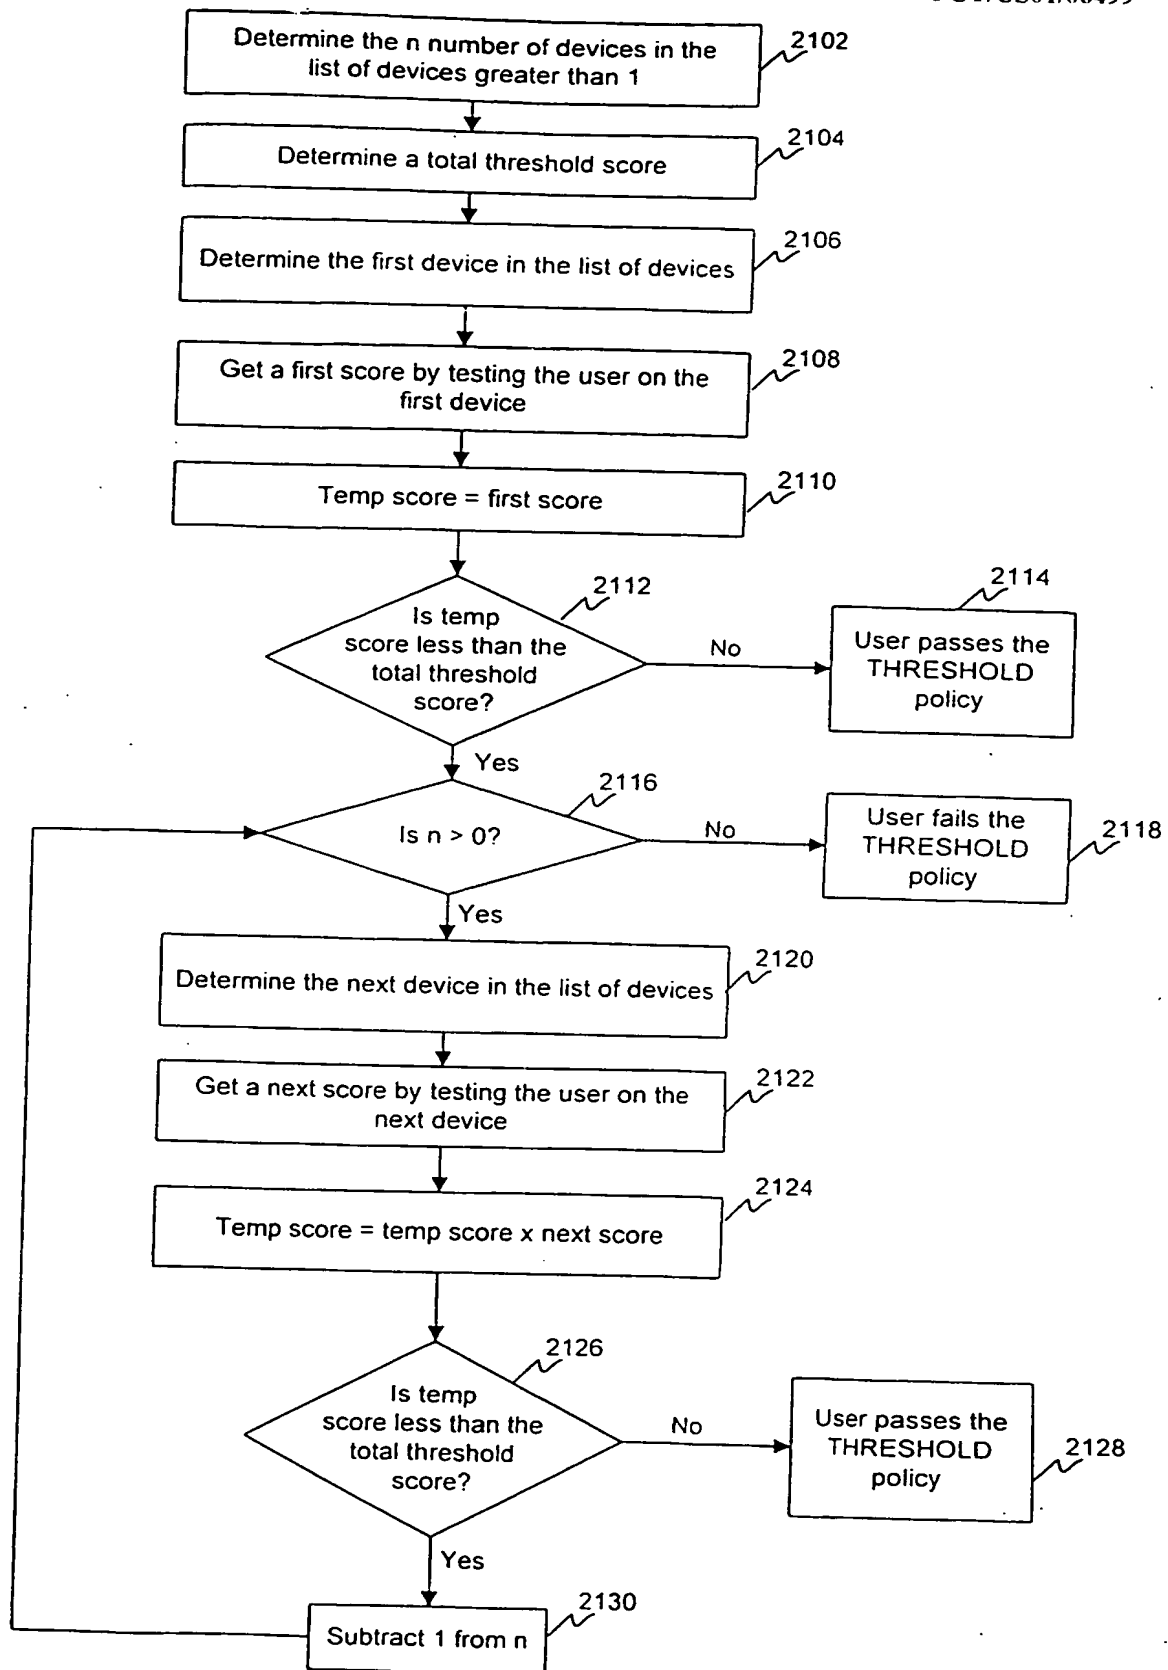 Determine the n number of devices in the
list of devices greater than 1
2102
Determine a total threshold score
2104
Determine the first device in the list of devices
2106
Get a first score by testing the user on the
first device
2108
Temp score = first score
2110
Is temp
score less than the
total threshold
score?
2112
No
User passes the
THRESHOLD
policy
2114
Yes
Is n > 0?
2116
No
User fails the
THRESHOLD
policy
2118
Yes
Determine the next device in the list of devices
2120
Get a next score by testing the user on the
next device
2122
Temp score = temp score x next score
2124
Is temp
score less than the
total threshold
score?
2126
No
User passes the
THRESHOLD
policy
2128
Yes
Subtract 1 from n
2130